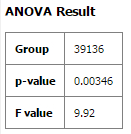 ANOVA Result
Group 39136
p-value 0.00346
F value 9.92